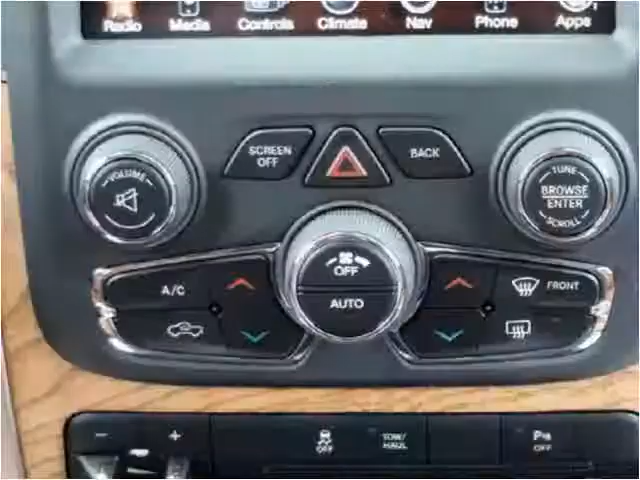 Radio Media Controls Climate Nav Phone Apps
SCREEN
OFF
BACK
VOLUME
TUNE
BROWSE
ENTER
SCROLL
OFF
AUTO
A/C
FRONT
- +
OFF
TOW/
HAUL
P
OFF